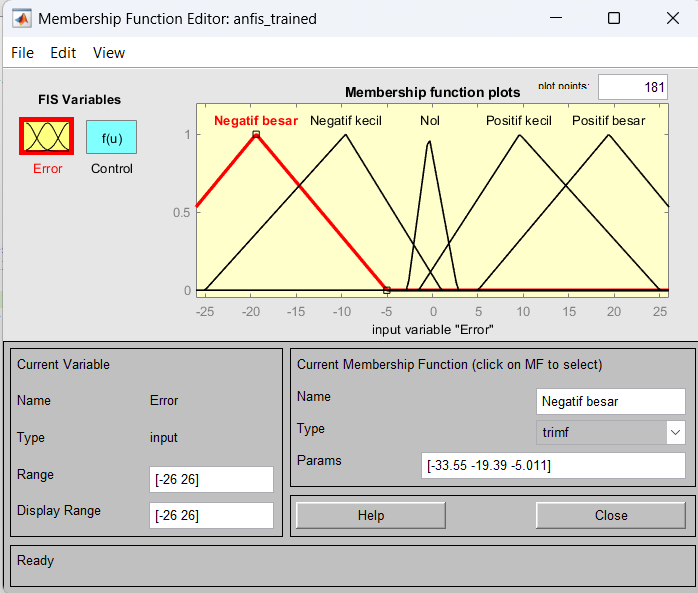 Membership Function Editor: anfis_trained
File Edit View
FIS Variables
Membership function plots
plot points:
181
f(u)
Error
Control
Negatif besar
Negatif kecil
Nol
Positif kecil
Positif besar
1
0.5
0
-25 -20 -15 -10 -5 0 5 10 15 20 25
input variable "Error"
Current Variable
Name Error
Type input
Range [-26 26]
Display Range [-26 26]
Current Membership Function (click on MF to select)
Name Negatif besar
Type trimf
Params [-33.55 -19.39 -5.011]
Help
Close
Ready